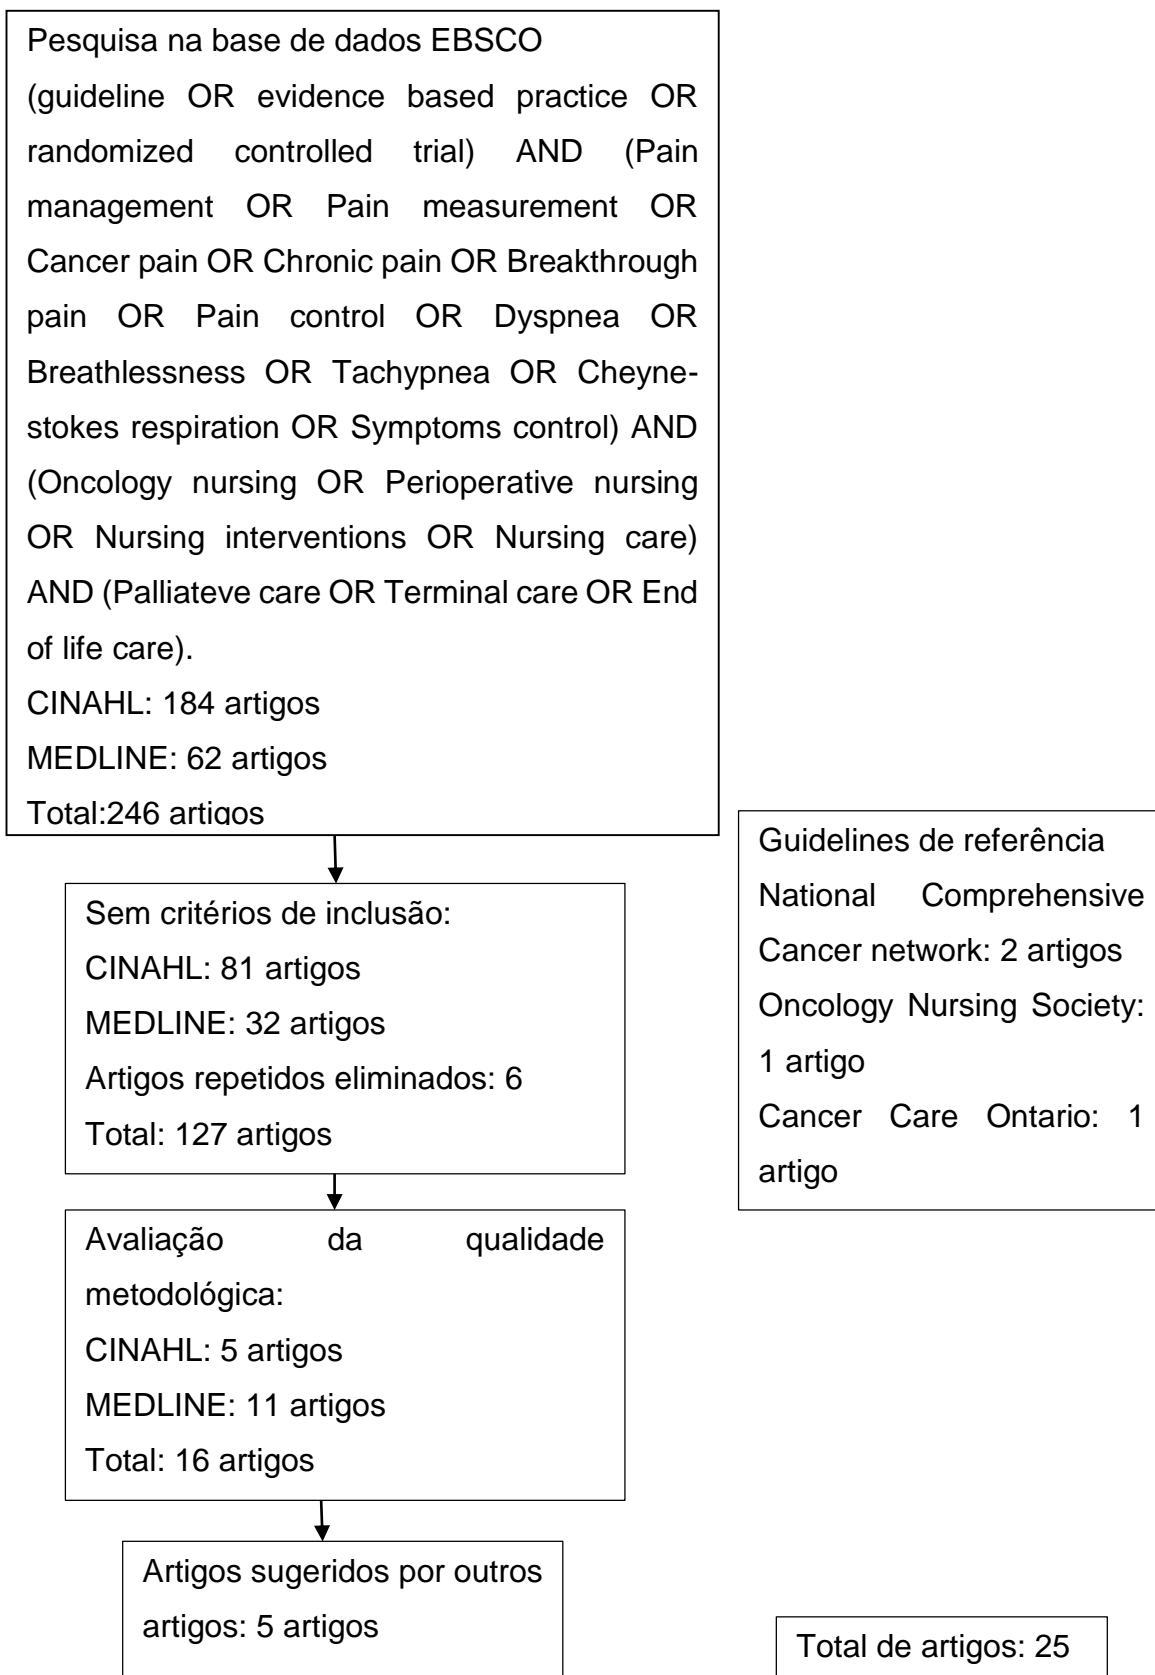 Pesquisa na base de dados EBSCO
(guideline OR evidence based practice OR
randomized controlled trial) AND (Pain
management OR Pain measurement OR
Cancer pain OR Chronic pain OR Breakthrough
pain OR Pain control OR Dyspnea OR
Breathlessness OR Tachypnea OR Cheyne-
stokes respiration OR Symptoms control) AND
(Oncology nursing OR Perioperative nursing
OR Nursing interventions OR Nursing care)
AND (Palliateve care OR Terminal care OR End
of life care).
CINAHL: 184 artigos
MEDLINE: 62 artigos
Total:246 artigos
Sem critérios de inclusão:
CINAHL: 81 artigos
MEDLINE: 32 artigos
Artigos repetidos eliminados: 6
Total: 127 artigos
Guidelines de referência
National Comprehensive
Cancer network: 2 artigos
Oncology Nursing Society:
1 artigo
Cancer Care Ontario: 1
artigo
Avaliação da qualidade
metodológica:
CINAHL: 5 artigos
MEDLINE: 11 artigos
Total: 16 artigos
Artigos sugeridos por outros
artigos: 5 artigos
Total de artigos: 25